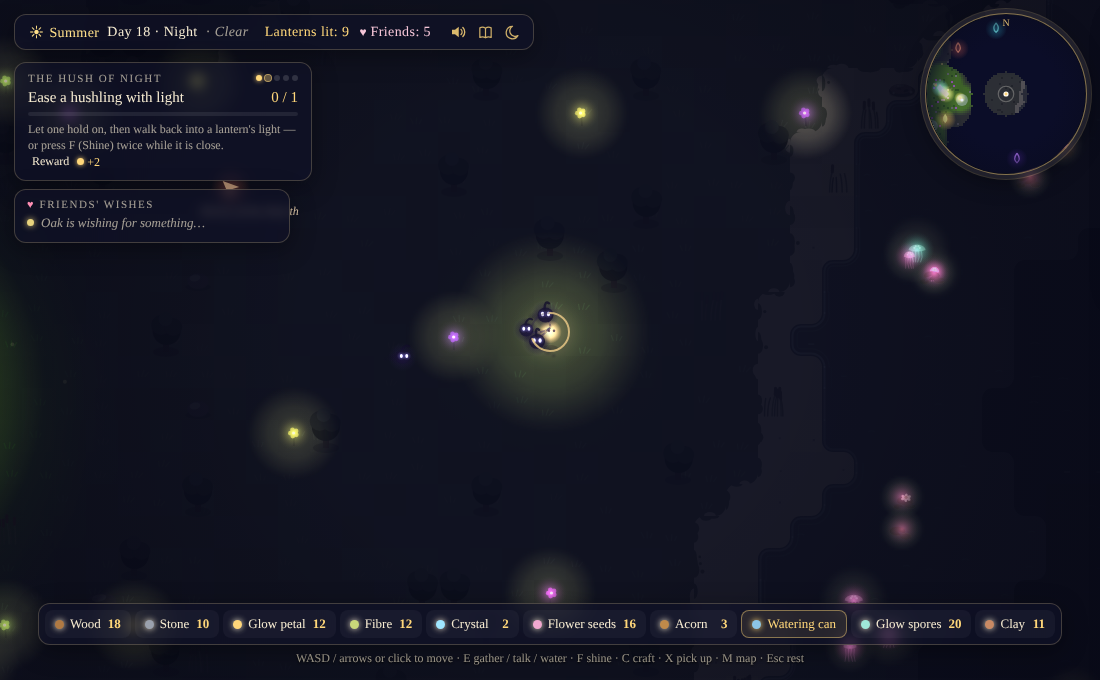 Summer Day 18 · Night · Clear Lanterns lit: 9 ♥ Friends: 5
N
THE HUSH OF NIGHT
Ease a hushling with light 0 / 1
Let one hold on, then walk back into a lantern's light —
or press F (Shine) twice while it is close.
Reward +2
♥ FRIENDS' WISHES
Oak is wishing for something…
Wood 18 Stone 10 Glow petal 12 Fibre 12 Crystal 2 Flower seeds 16 Acorn 3 Watering can Glow spores 20 Clay 11
WASD / arrows or click to move · E gather / talk / water · F shine · C craft · X pick up · M map · Esc rest